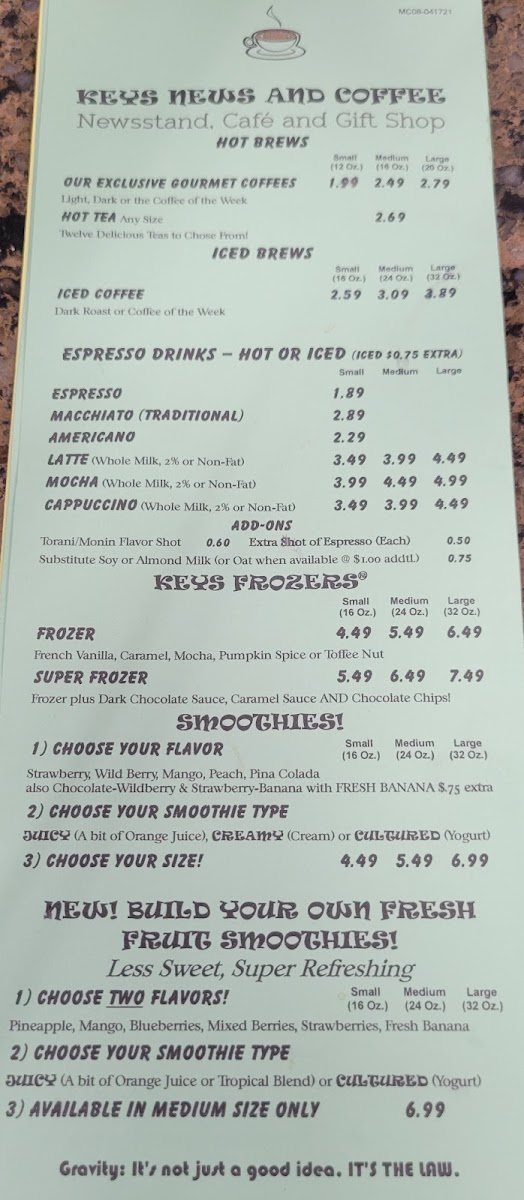 MC08-041721
KEYS NEWS AND COFFEE
Newsstand, Café and Gift Shop
HOT BREWS
Small Medium Large
(12 Oz.) (16 Oz.) (20 Oz.)
OUR EXCLUSIVE GOURMET COFFEES 1.99 2.49 2.79
Light, Dark or the Coffee of the Week
HOT TEA Any Size 2.69
Twelve Delicious Teas to Chose From!
ICED BREWS
Small Medium Large
(16 Oz.) (24 Oz.) (32 Oz.)
ICED COFFEE 2.59 3.09 3.89
Dark Roast or Coffee of the Week
ESPRESSO DRINKS – HOT OR ICED (ICED $0.75 EXTRA)
Small Medium Large
ESPRESSO 1.89
MACCHIATO (TRADITIONAL) 2.89
AMERICANO 2.29
LATTE (Whole Milk, 2% or Non-Fat) 3.49 3.99 4.49
MOCHA (Whole Milk, 2% or Non-Fat) 3.99 4.49 4.99
CAPPUCCINO (Whole Milk, 2% or Non-Fat) 3.49 3.99 4.49
ADD-ONS
Torani/Monin Flavor Shot 0.60 Extra Shot of Espresso (Each) 0.50
Substitute Soy or Almond Milk (or Oat when available @ $1.00 addtl.) 0.75
KEYS FROZERS®
Small Medium Large
(16 Oz.) (24 Oz.) (32 Oz.)
FROZER 4.49 5.49 6.49
French Vanilla, Caramel, Mocha, Pumpkin Spice or Toffee Nut
SUPER FROZER 5.49 6.49 7.49
Frozer plus Dark Chocolate Sauce, Caramel Sauce AND Chocolate Chips!
SMOOTHIES!
1) CHOOSE YOUR FLAVOR Small Medium Large
(16 Oz.) (24 Oz.) (32 Oz.)
Strawberry, Wild Berry, Mango, Peach, Pina Colada
also Chocolate-Wildberry & Strawberry-Banana with FRESH BANANA $.75 extra
2) CHOOSE YOUR SMOOTHIE TYPE
JUICY (A bit of Orange Juice), CREAMY (Cream) or CULTURED (Yogurt)
3) CHOOSE YOUR SIZE! 4.49 5.49 6.99
NEW! BUILD YOUR OWN FRESH
FRUIT SMOOTHIES!
Less Sweet, Super Refreshing
1) CHOOSE TWO FLAVORS! Small Medium Large
(16 Oz.) (24 Oz.) (32 Oz.)
Pineapple, Mango, Blueberries, Mixed Berries, Strawberries, Fresh Banana
2) CHOOSE YOUR SMOOTHIE TYPE
JUICY (A bit of Orange Juice or Tropical Blend) or CULTURED (Yogurt)
3) AVAILABLE IN MEDIUM SIZE ONLY 6.99
Gravity: It's not just a good idea. IT'S THE LAW.